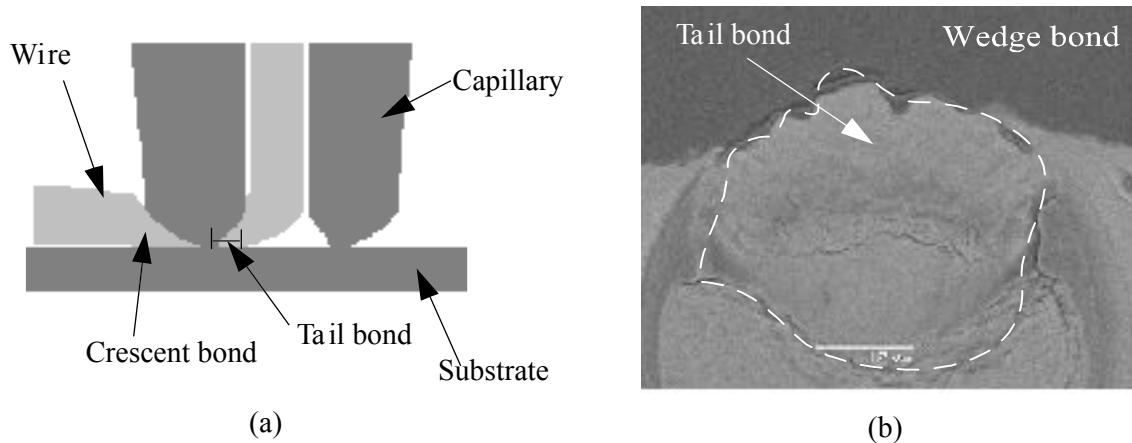 Wire
Capillary
Crescent bond
Tail bond
Substrate
(a)
Tail bond
Wedge bond
(b)